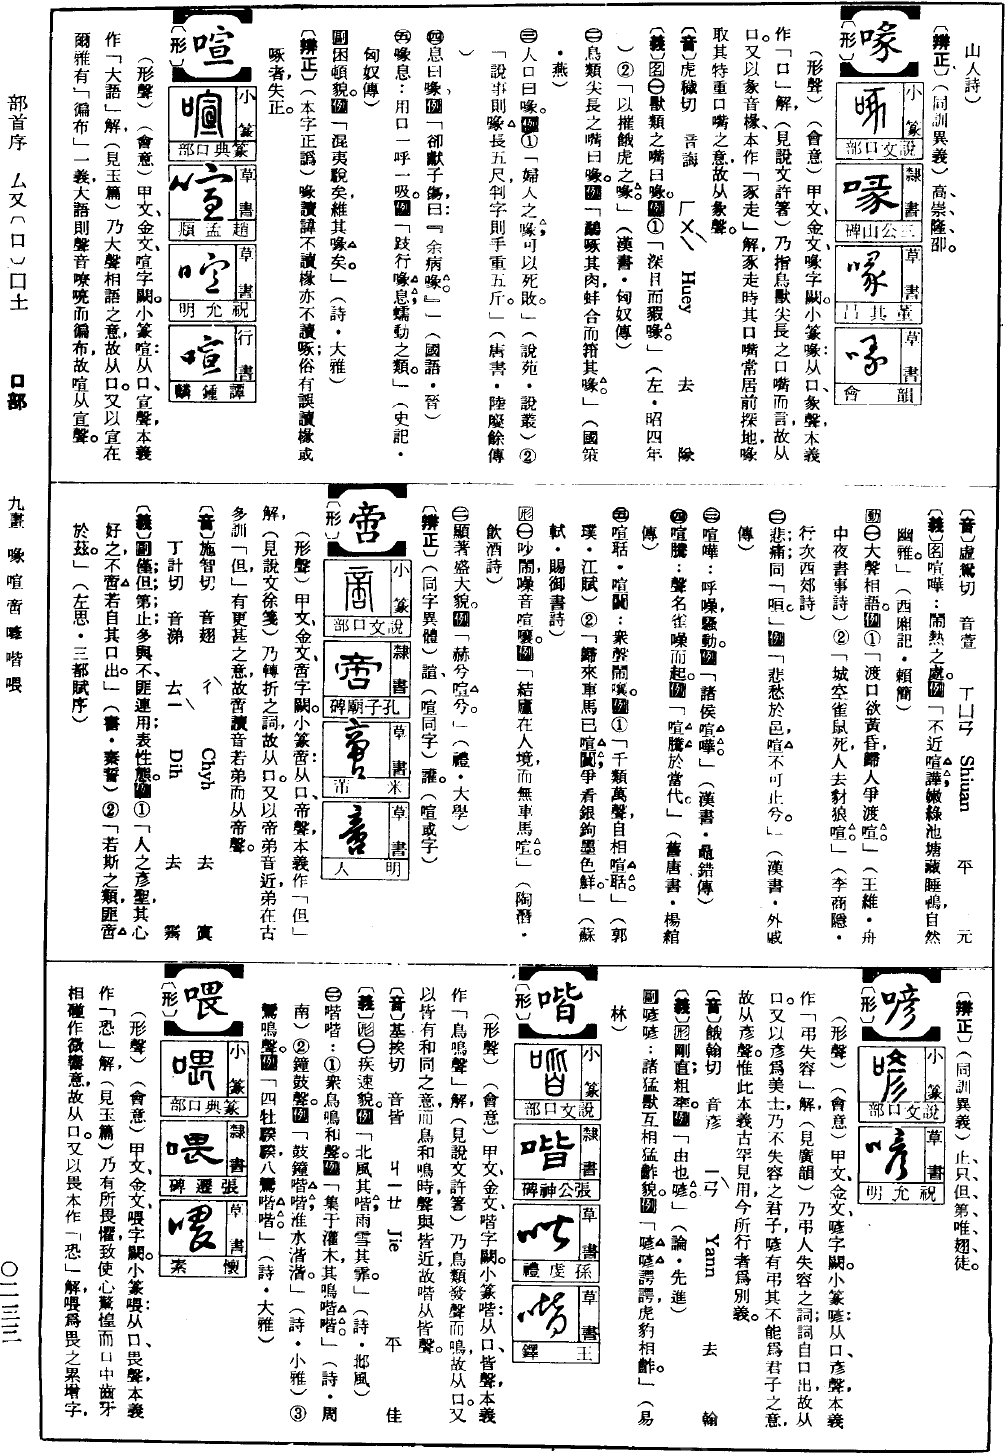 山人詩）
〔辨正〕（同訓異義）高、崇、隆、卲。
喙
〔形〕
小篆 說文口部
隸書 三公山碑
草書 董其昌
草書 韻會
（形聲）（會意）甲文、金文喙字闕。小篆喙：从口、彖聲，本義
作「口」解，（見說文許箸）乃指鳥獸尖長之口嘴而言，故从
口。又以彖音椽、本作「豕走」解，豕走時其口嘴常居前探地，喙
取其特重口嘴之意，故从彖聲。
〔音〕虎穢切　音誨　ㄏㄨㄟˋ　Huey　去　隊
〔義〕名㊀獸類之嘴曰喙。例①「深目而豭喙。」（左・昭四年
）②「以摧餓虎之喙。」（漢書・匈奴傳）
㊁鳥類尖長之嘴曰喙。例「鷸啄其肉，蚌合而箝其喙。」（國策
・燕）
㊂人口曰喙。例①「婦人之喙，可以死敗。」（說苑・說叢）②
「說事則喙長五尺，判字則手重五斤。」（唐書・陸餘慶傳
）
㊃息曰喙。例「郤獻子傷，曰：『余病喙。』」（國語・晉）
㊄喙息：用口一呼一吸。例「跂行喙息，蠕動之類。」（史記・
匈奴傳）
副困頓貌。例「混夷駾矣，維其喙矣。」（詩・大雅）
〔辨正〕（本字正譌）喙讀諱，不讀椽，亦不讀啄；俗有誤讀椽或
啄者，失正。
喧
〔形〕
小篆 篆典口部
草書 趙孟頫
草書 祝允明
行書 譚鍾麟
（形聲）（會意）甲文、金文、喧字闕。小篆喧：从口、宣聲，本義
作「大語」解，（見玉篇）乃大聲相語之意，故从口。又以宣在
爾雅有「徧布」一義，大語則聲音嘹喨而徧布，故喧从宣聲。
〔音〕虛鴛切　音萱　ㄒㄩㄢ　Shiuan　平　元
〔義〕名喧嘩：鬧熱之處。例「不近喧譁，嫩綠池塘藏睡鴨，自然
幽雅。」（西廂記・賴簡）
動㊀大聲相語。例①「渡口欲黃昏，歸人爭渡喧。」（王維・舟
中夜書事詩）②「城空雀鼠死，人去豺狼喧。」（李商隱・
行次西郊詩）
㊁悲痛；同「咺。」例「悲愁於邑，喧不可止兮。」（漢書・外戚
傳）
㊂喧嘩：呼噪、騷動。例「諸侯喧嘩。」（漢書・鼂錯傳）
㊃喧騰：聲名雀噪而起。例「喧騰於當代。」（舊唐書・楊綰
傳）
㊄喧聒・喧闐：衆聲鬧嚷。例①「千類萬聲，自相喧聒。」（郭
璞・江賦）②「歸來車馬已喧闐，爭看銀鉤墨色鮮。」（蘇
軾・賜御書詩）
形㊀吵鬧、噪音喧嚷。例「結廬在人境，而無車馬喧。」（陶潛・
飲酒詩）
㊁顯著盛大貌。例「赫兮喧兮。」（禮・大學）
〔辨正〕（同字異體）諠、（喧同字）讙。（喧或字）
啻
〔形〕
小篆 說文口部
隸書 孔子廟碑
草書 米芾
草書 明人
（形聲）甲文、金文、啻字闕。小篆啻：从口、帝聲，本義作「但」
解，（見說文徐箋）乃轉折之詞，故从口。又以帝弟音近，弟在古
多訓「但」有更甚之意，故啻讀音若弟而从帝聲。
〔音〕施智切　音翅　ㄔˋ　Chyh　去　寘
丁計切　音諦　ㄉㄧˋ　Dih　去　霽
〔義〕副僅；但；第；止；多與不、匪連用；表性態。例①「人之彥聖，其心
好之，不啻若自其口出。」（書・秦誓）②「若斯之類，匪啻
於茲。」（左思・三都賦序）
〔辨正〕（同訓異義）止、只、但、第、唯、翅、徒。
喭
〔形〕
小篆 說文口部
草書 祝允明
（形聲）（會意）甲文、金文、喭字闕。小篆喭：从口、彥聲，本義
作「弔失容」解，（見廣韻）乃弔人失容之詞；詞自口出，故从
口。又以彥爲美士，乃不失容之君子，喭有弔其不能爲君子之意，
故从彥聲。惟此本義古罕見用，今所行者爲別義。
〔音〕餓翰切　音彥　ㄧㄢˋ　Yann　去　翰
〔義〕形剛直；粗率。例「由也喭。」（論・先進）
副喭喭：諸猛獸互相猛齚貌。例「喭喭諤諤，虎豹相齚。」（易
林）
喈
〔形〕
小篆 說文口部
隸書 張公神碑
草書 孫虔禮
草書 王鐸
（形聲）（會意）甲文、金文、喈字闕。小篆喈：从口、皆聲，本義
作「鳥鳴聲」解，（見說文許箸）乃鳥類發聲而鳴，故从口。又
以皆有和同之意，而鳥和鳴時聲與皆近，故喈从皆聲。
〔音〕基挨切　音皆　ㄐㄧㄝ　Jie　平　佳
〔義〕形㊀疾速貌。例「北風其喈，雨雪其霏。」（詩・邶風）
㊁喈喈：①衆鳥鳴和聲。例「集于灌木，其鳴喈喈。」（詩・周
南）②鐘鼓聲。例「鼓鐘喈喈，淮水湝湝。」（詩・小雅）③
鸞鳴聲。例「四牡騤騤，八鸞喈喈。」（詩・大雅）
喂
〔形〕
小篆 篆典口部
隸書 張遷碑
草書 懷素
（形聲）（會意）甲文、金文、喂字闕。小篆喂：从口、畏聲，本義
作「恐」解，（見玉篇）乃有所畏懼，致使心驚惶而口中齒牙
相碰作微響意，故从口。又以畏本作「恐」解，喂爲畏之累增字，
部首序　厶又（口）囗土　口部　九畫　喙喧啻喭喈喂　〇二三三